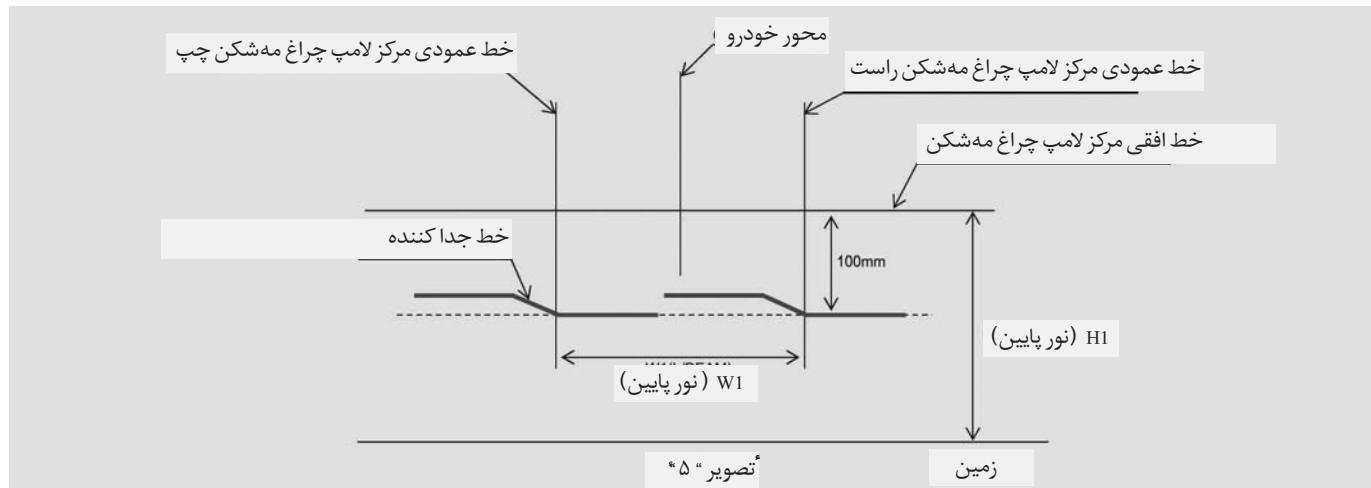 محور خودرو
خط عمودی مرکز لامپ چراغ مه‌شکن چپ
خط عمودی مرکز لامپ چراغ مه‌شکن راست
خط افقی مرکز لامپ چراغ مه‌شکن
خط جدا کننده
100mm
H1 (نور پایین)
W1 (نور پایین)
زمین
تصویر “ ۵ “